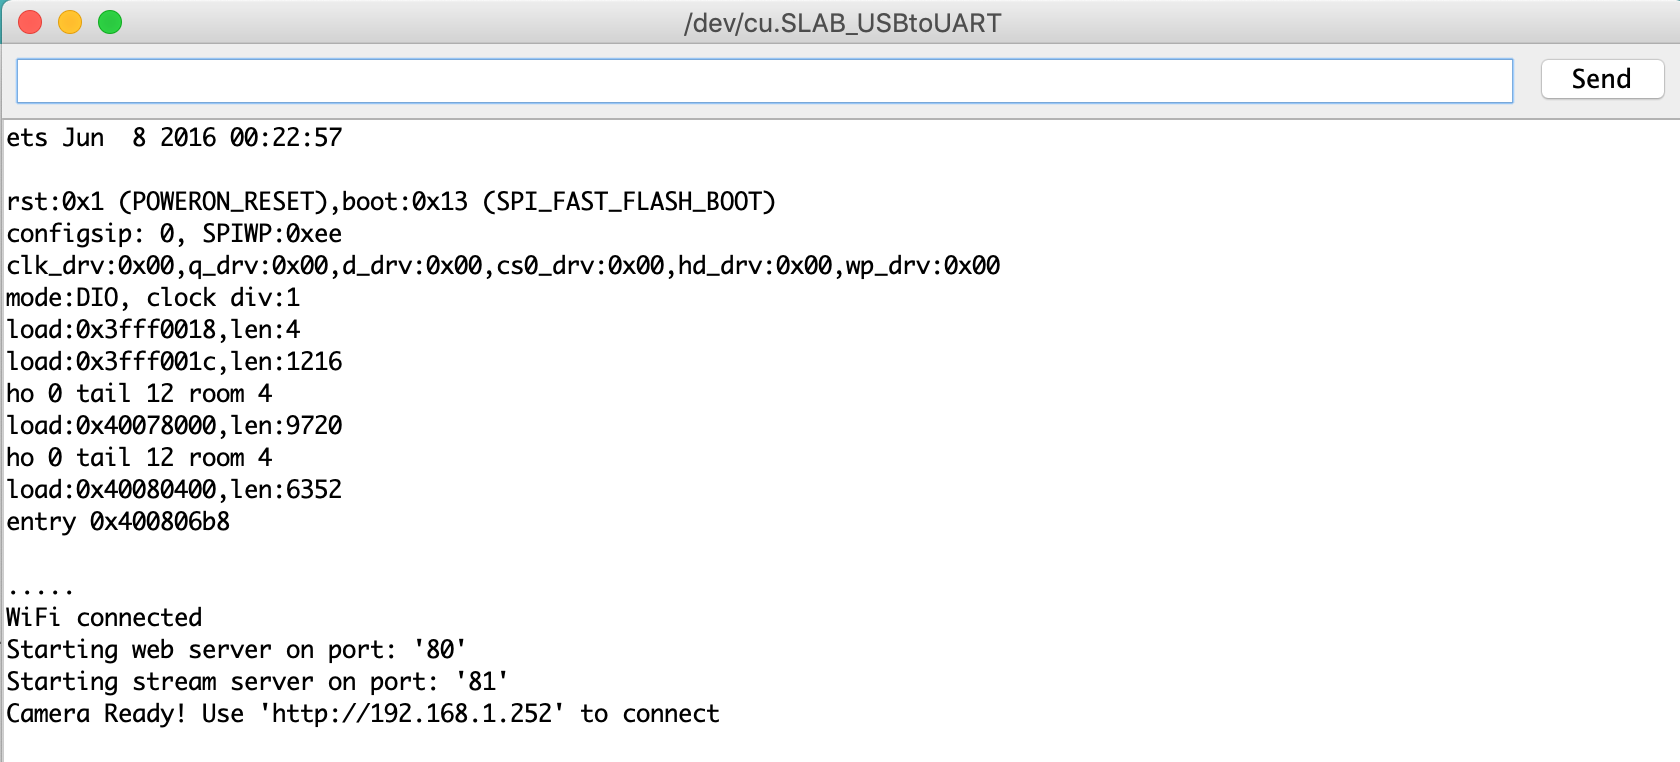 /dev/cu.SLAB_USBtoUART
Send
ets Jun  8 2016 00:22:57
rst:0x1 (POWERON_RESET),boot:0x13 (SPI_FAST_FLASH_BOOT)
configsip: 0, SPIWP:0xee
clk_drv:0x00,q_drv:0x00,d_drv:0x00,cs0_drv:0x00,hd_drv:0x00,wp_drv:0x00
mode:DIO, clock div:1
load:0x3fff0018,len:4
load:0x3fff001c,len:1216
ho 0 tail 12 room 4
load:0x40078000,len:9720
ho 0 tail 12 room 4
load:0x40080400,len:6352
entry 0x400806b8
.....
WiFi connected
Starting web server on port: '80'
Starting stream server on port: '81'
Camera Ready! Use 'http://192.168.1.252' to connect